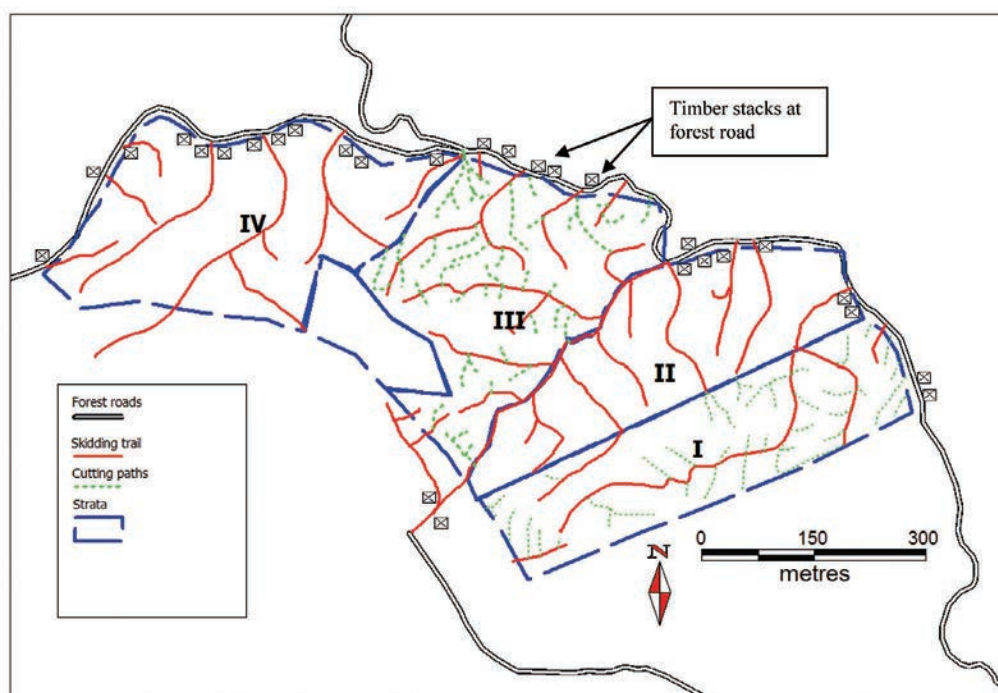 Timber stacks at
forest road
IV
III
II
I
Forest roads
Skidding trail
Cutting paths
Strata
N
0 150 300
metres